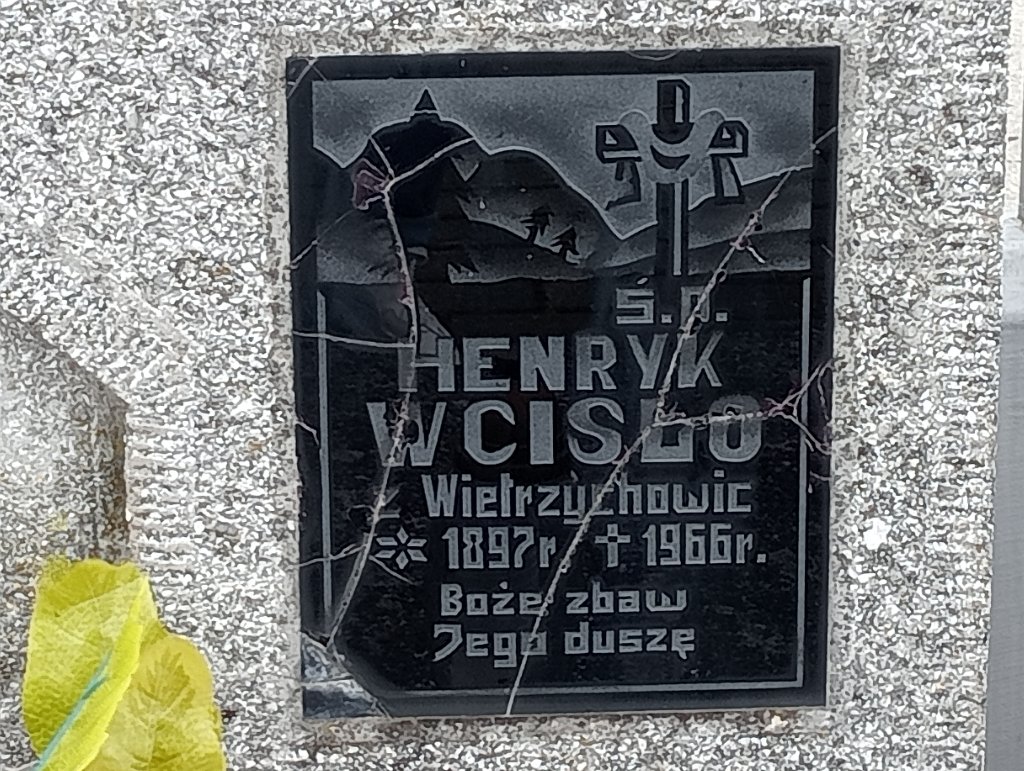 Ś.P.
HENRYK
WCISŁO
Z Wietrzychowic
1897r. 1966r.
Boże zbaw
Jego duszę